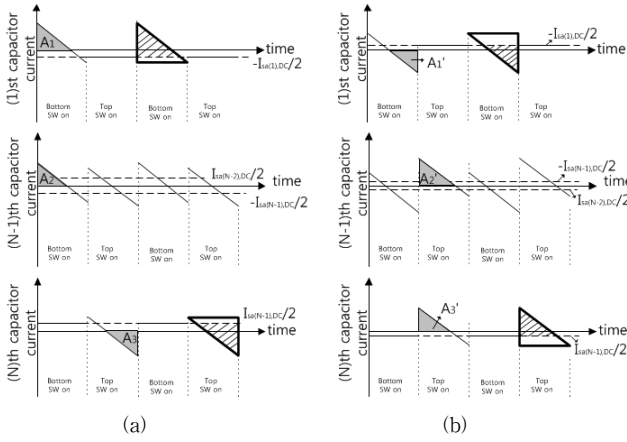 (1)st capacitor
current
A1
time
-Isa(1),DC/2
Bottom
SW on
Top
SW on
Bottom
SW on
Top
SW on
(N-1)th capacitor
current
A2
Isa(N-2),DC/2
time
-Isa(N-1),DC/2
Bottom
SW on
Top
SW on
Bottom
SW on
Top
SW on
(N)th capacitor
current
A3
Isa(N-1),DC/2
time
Bottom
SW on
Top
SW on
Bottom
SW on
Top
SW on
(a)
(1)st capacitor
current
A1'
-Isa(1),DC/2
time
Bottom
SW on
Top
SW on
Bottom
SW on
Top
SW on
(N-1)th capacitor
current
A2'
-Isa(N-1),DC/2
time
Isa(N-2),DC/2
Bottom
SW on
Top
SW on
Bottom
SW on
Top
SW on
(N)th capacitor
current
A3'
time
Isa(N-1),DC/2
Bottom
SW on
Top
SW on
Bottom
SW on
Top
SW on
(b)